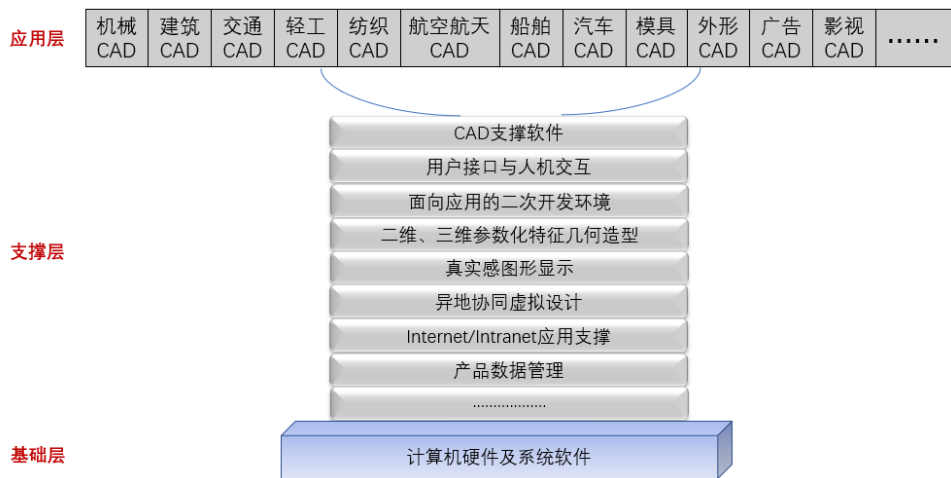 应用层
机械 建筑 交通 轻工 纺织 航空航天 船舶 汽车 模具 外形 广告 影视 ……
CAD CAD CAD CAD CAD CAD CAD CAD CAD CAD CAD CAD
CAD支撑软件
用户接口与人机交互
面向应用的二次开发环境
二维、三维参数化特征几何造型
支撑层
真实感图形显示
异地协同虚拟设计
Internet/Intranet应用支撑
产品数据管理
………………
基础层
计算机硬件及系统软件